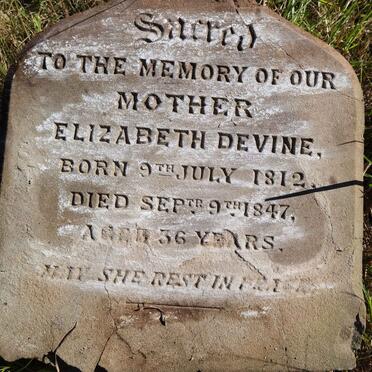 Sacred
TO THE MEMORY OF OUR
MOTHER
ELIZABETH DEVINE,
BORN 9TH JULY 1812,
DIED SEPTR 9TH 1847,
AGED 36 YEARS.
MAY SHE REST IN PEACE